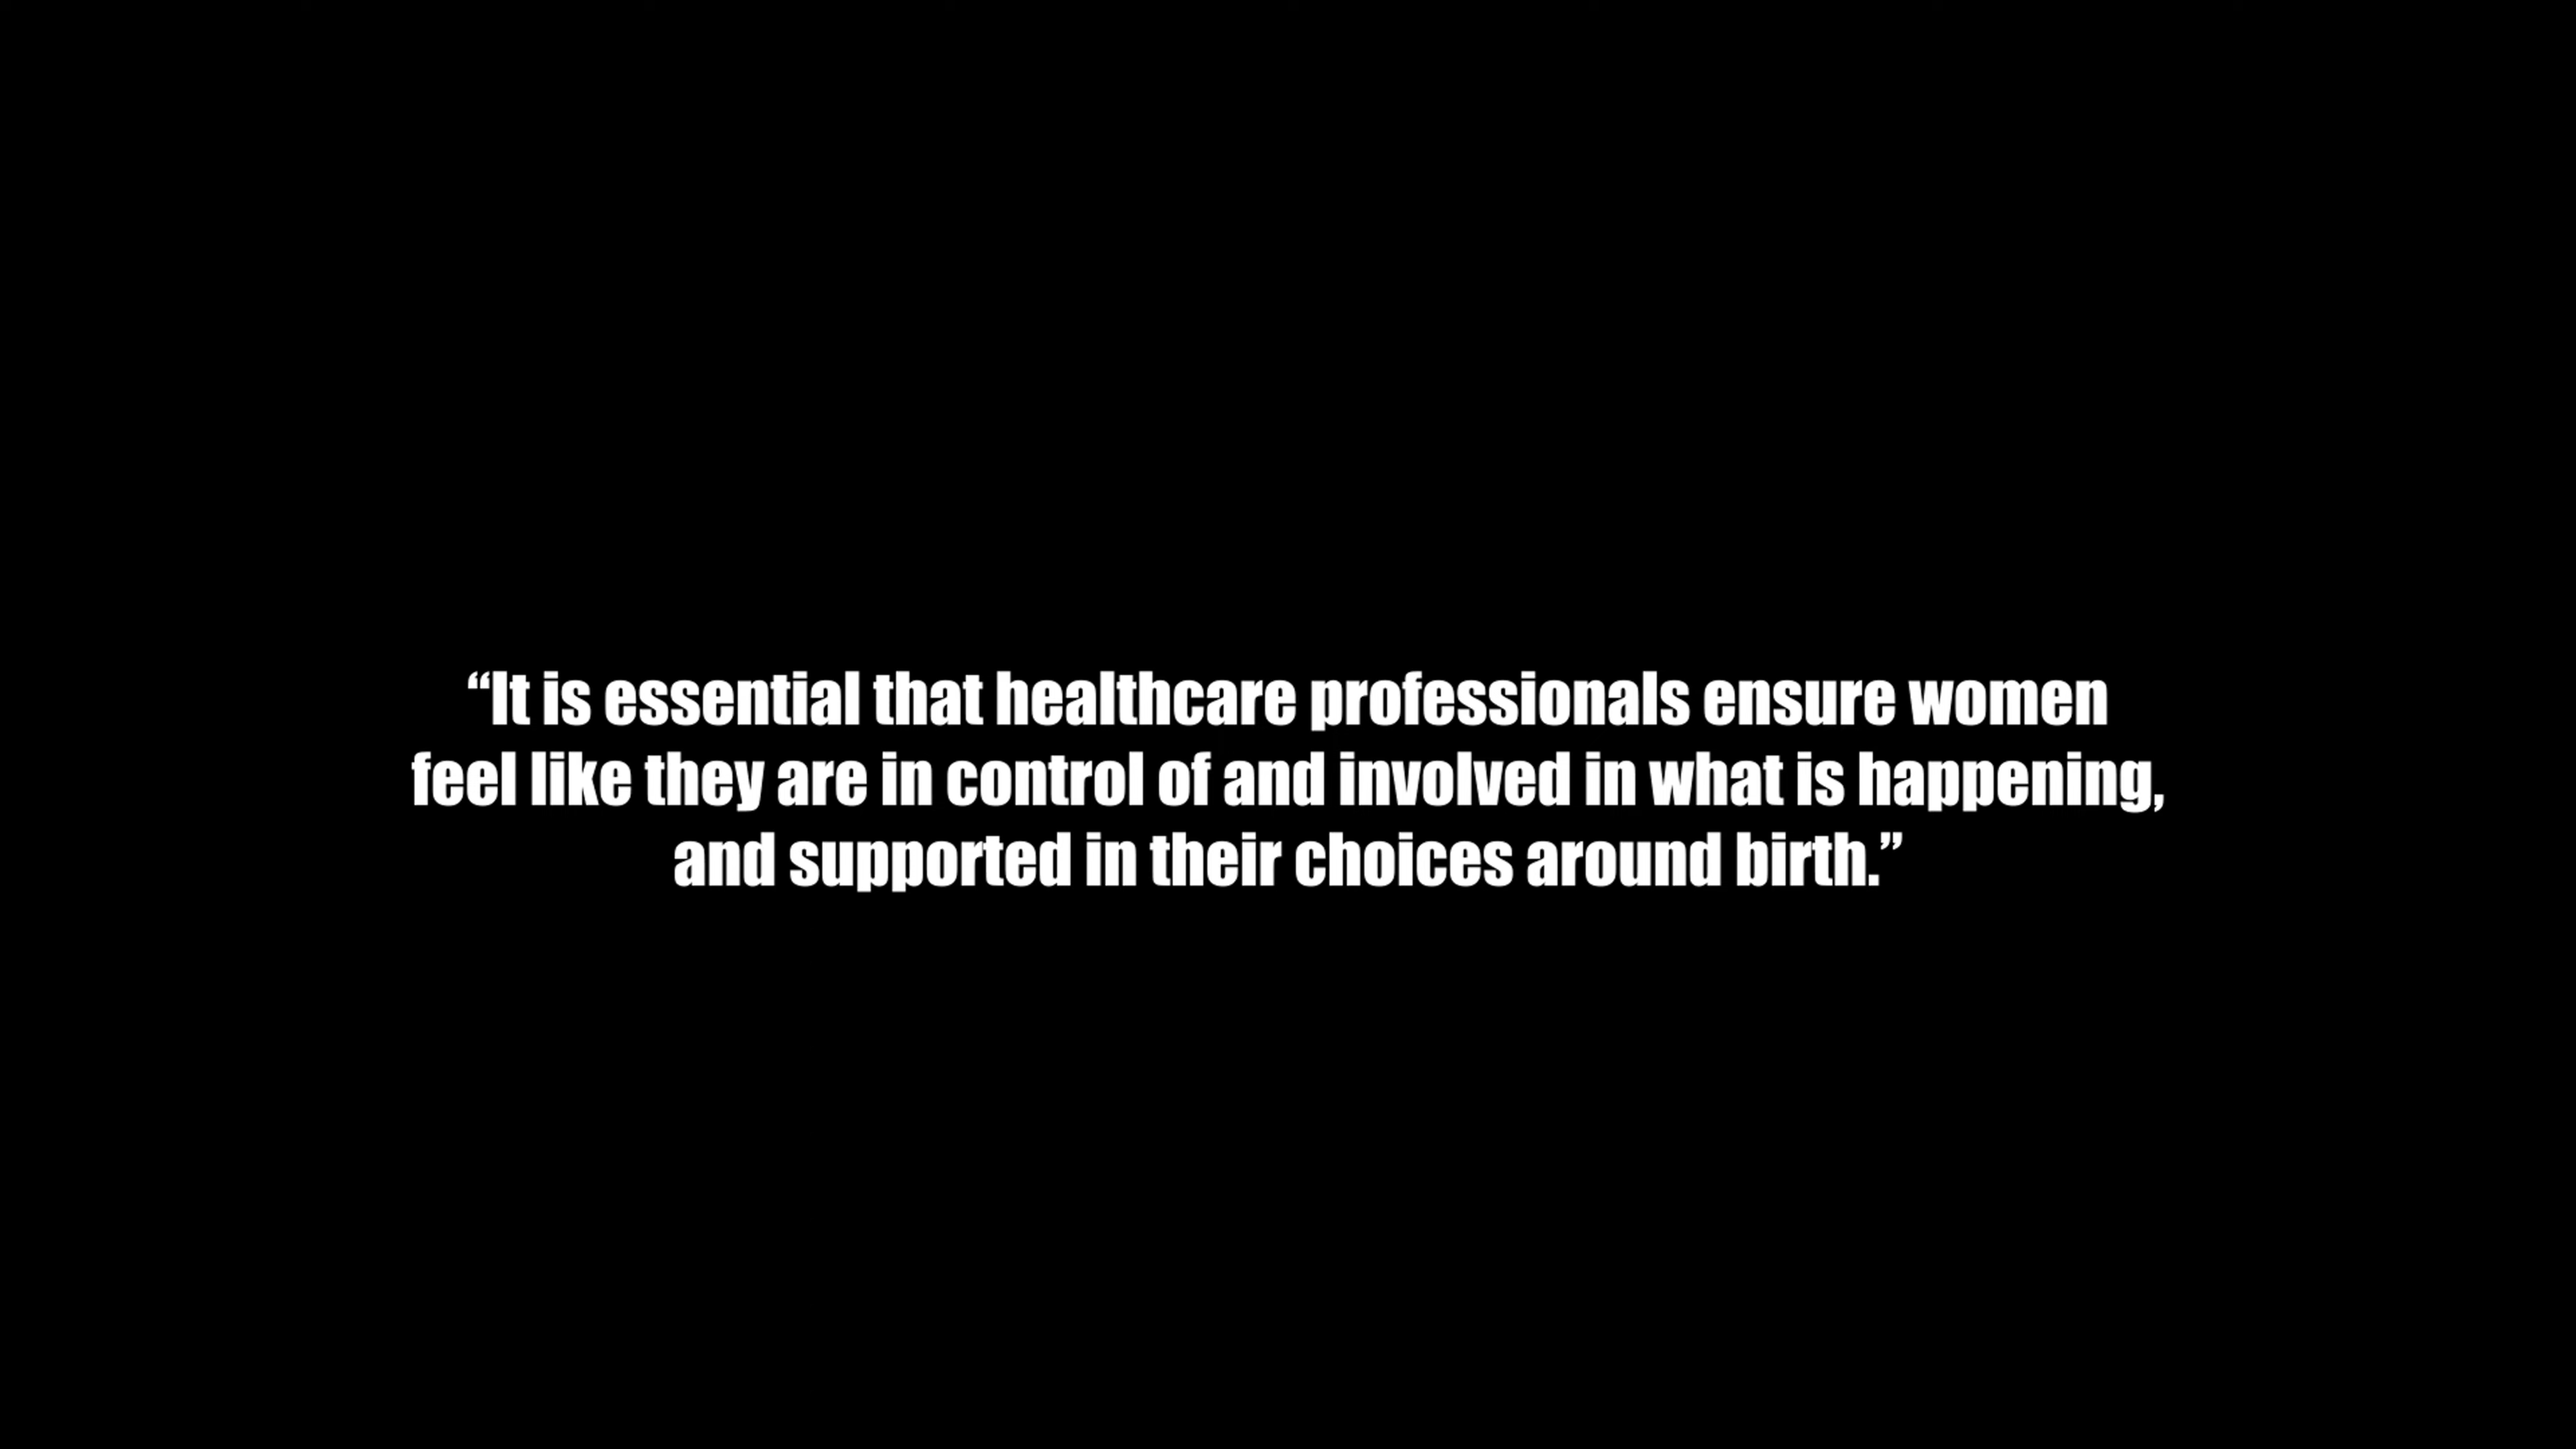 “It is essential that healthcare professionals ensure women
feel like they are in control of and involved in what is happening,
and supported in their choices around birth.”